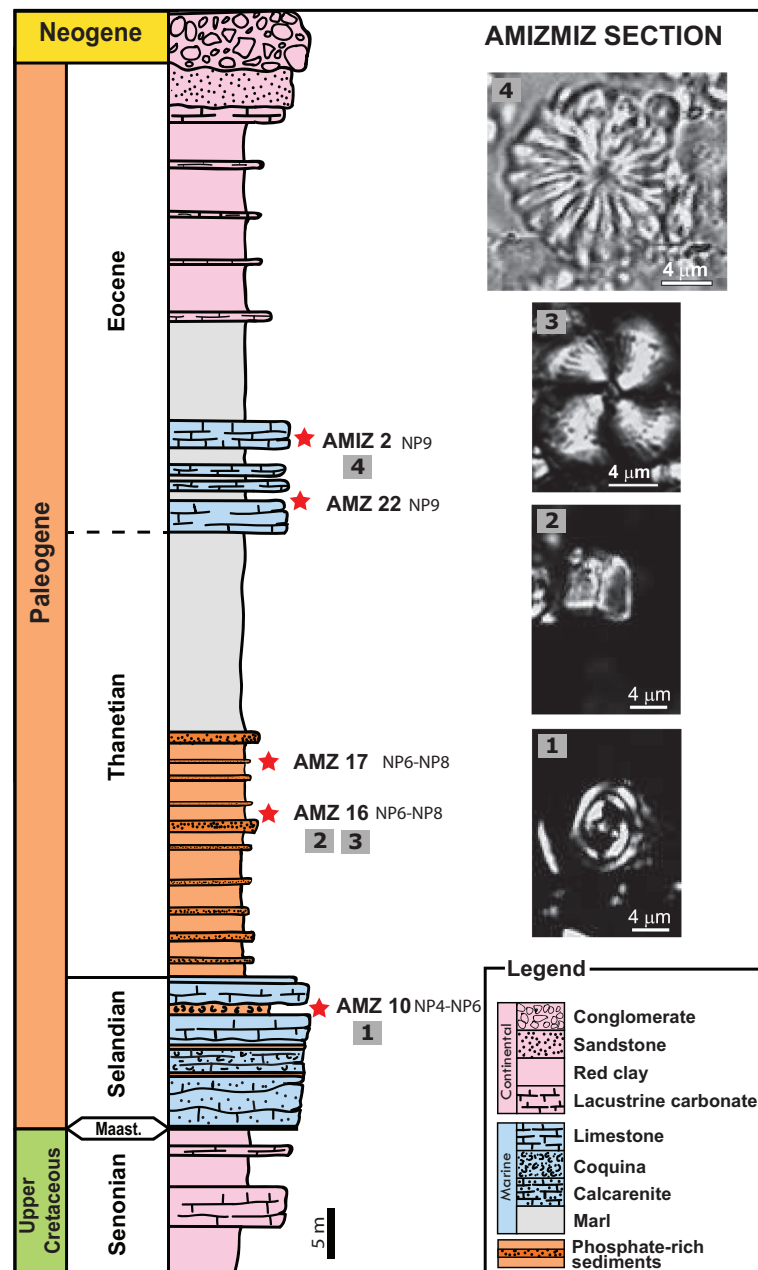 Neogene
AMIZMIZ SECTION
4
4 μm
Eocene
3
4 μm
AMIZ 2 NP9
4
AMZ 22 NP9
Paleogene
2
4 μm
Thanetian
1
4 μm
AMZ 17 NP6-NP8
AMZ 16 NP6-NP8
2 3
Selandian
AMZ 10 NP4-NP6
1
Maast.
Upper
Cretaceous
Senonian
5 m
Legend
Continental
Conglomerate
Sandstone
Red clay
Lacustrine carbonate
Marine
Limestone
Coquina
Calcarenite
Marl
Phosphate-rich
sediments